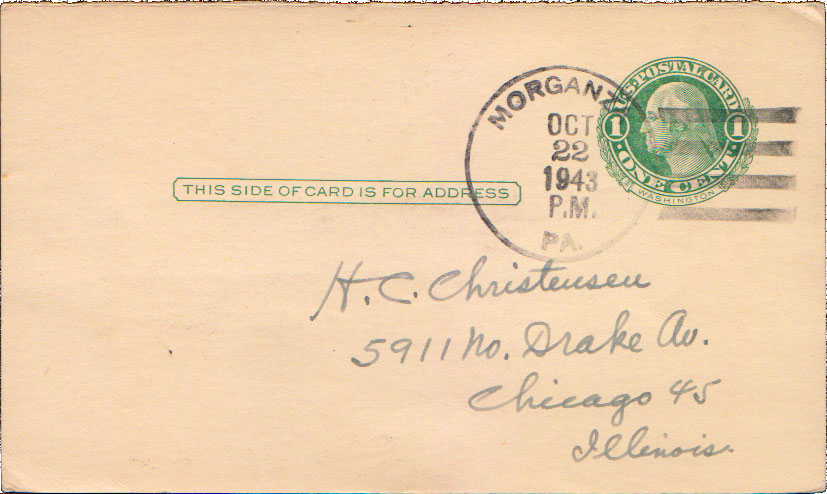 MORGANZA
OCT
22
1943
P.M.
PA.
U.S. POSTAL CARD
1 1
· ONE CENT ·
WASHINGTON
THIS SIDE OF CARD IS FOR ADDRESS
H. C. Christensen
5911 No. Drake Av.
Chicago 45
Illinois